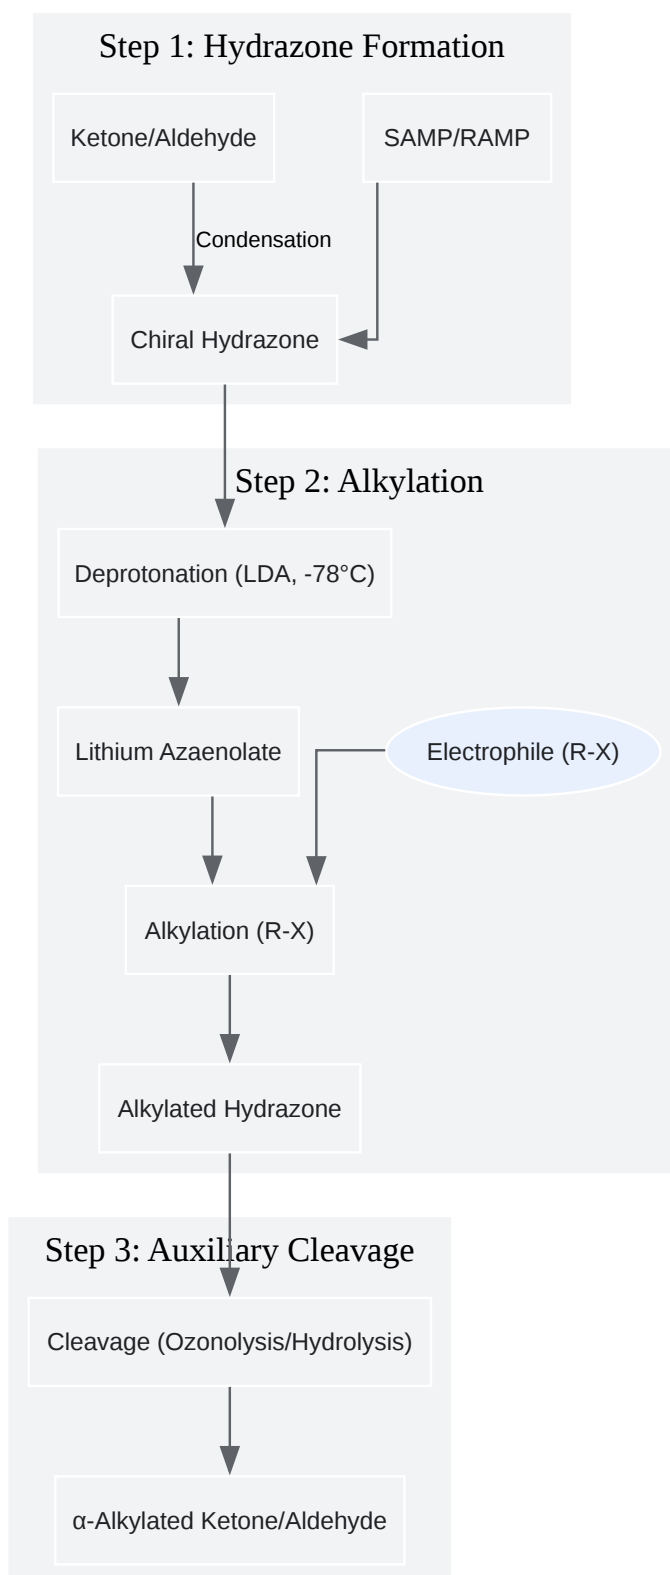 Step 1: Hydrazone Formation
Ketone/Aldehyde
SAMP/RAMP
Condensation
Chiral Hydrazone
Step 2: Alkylation
Deprotonation (LDA, -78°C)
Lithium Azaenolate
Electrophile (R-X)
Alkylation (R-X)
Alkylated Hydrazone
Step 3: Auxiliary Cleavage
Cleavage (Ozonolysis/Hydrolysis)
α-Alkylated Ketone/Aldehyde